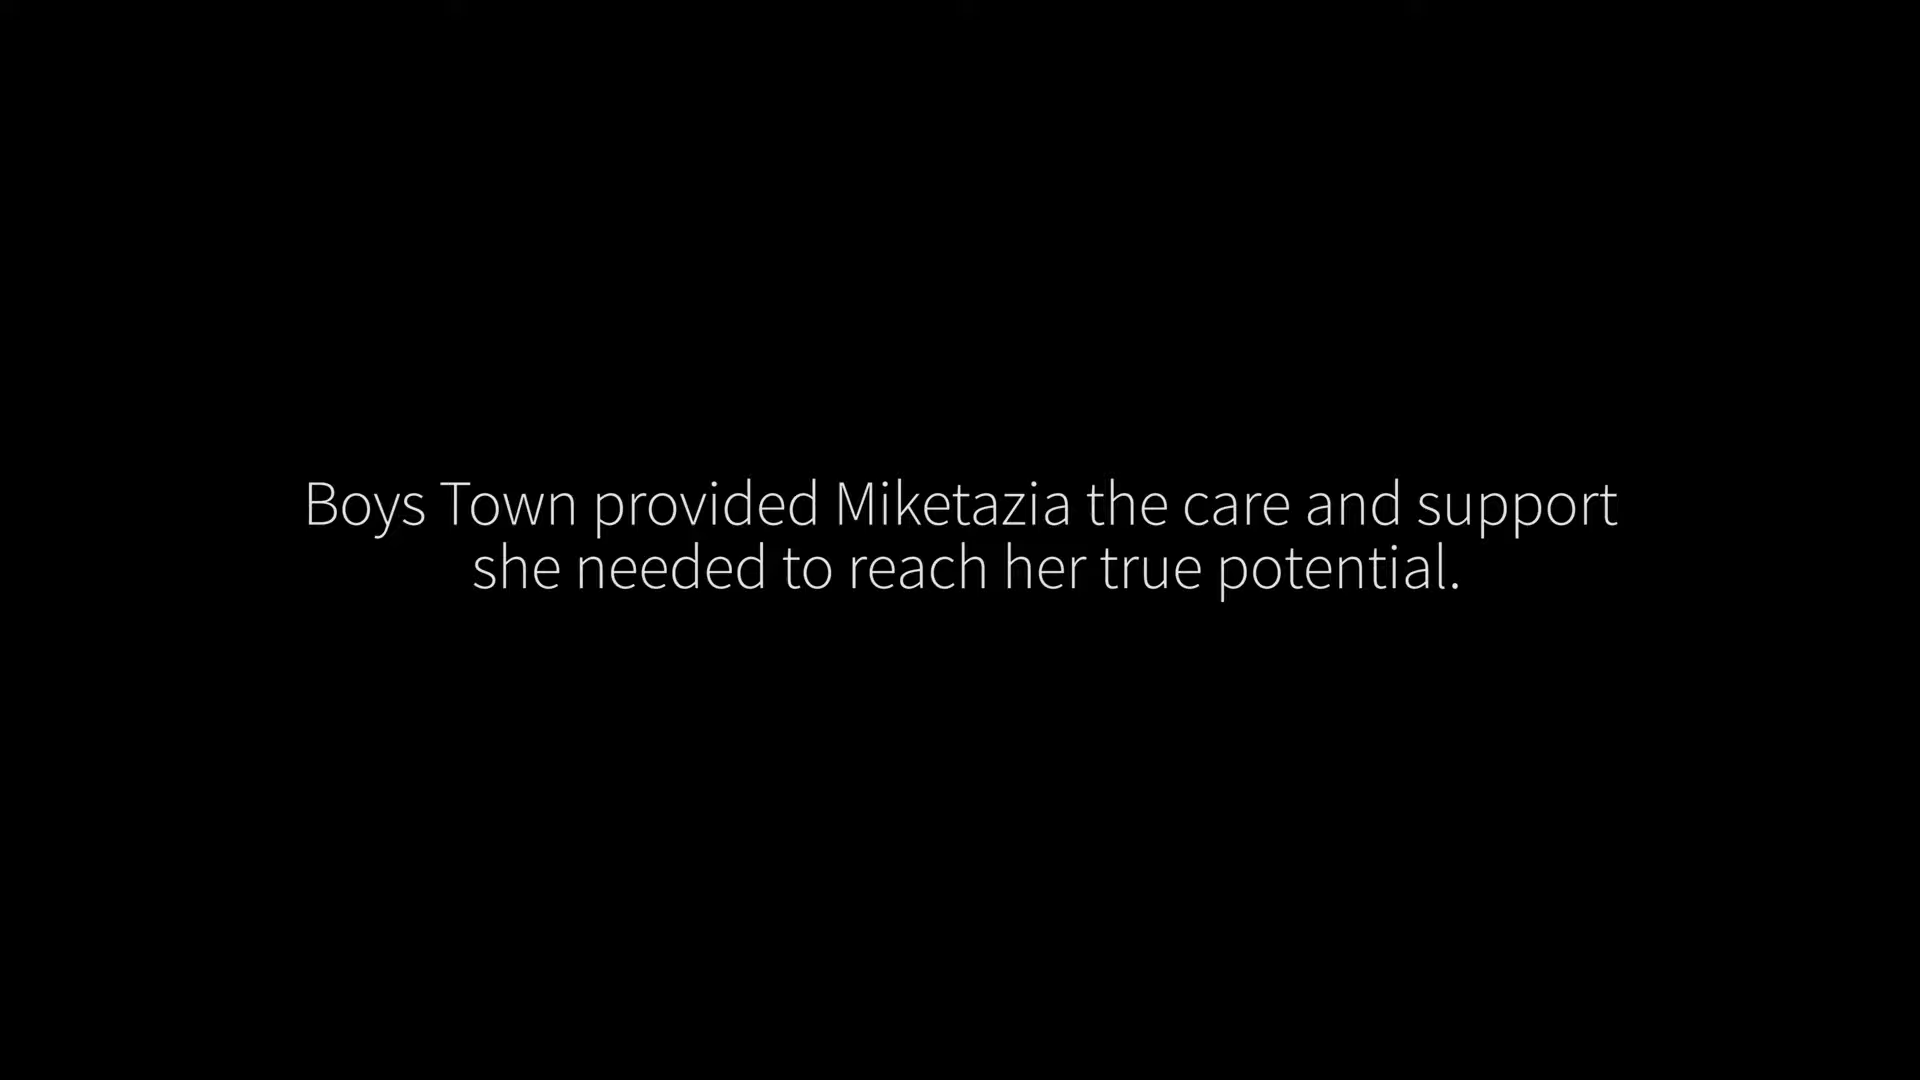 Boys Town provided Miketazia the care and support
she needed to reach her true potential.